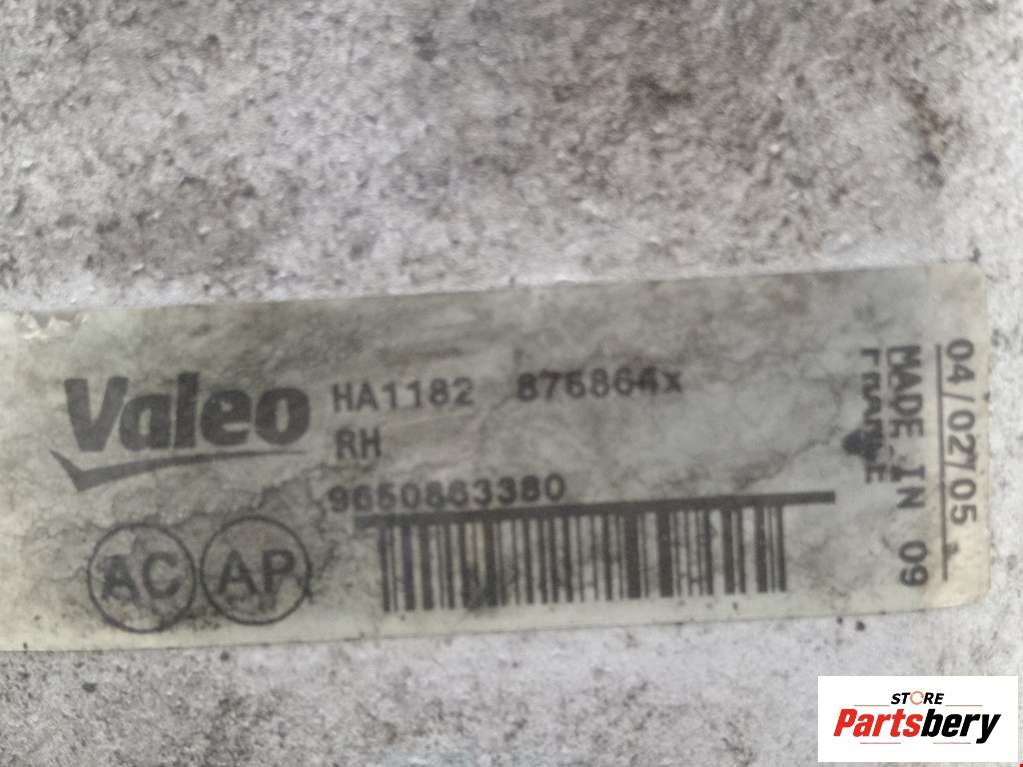 Valeo
HA1182 876864x
RH
9650863380
AC AP
MADE IN 09
FRANCE
04/02/05
STORE
Partsbery